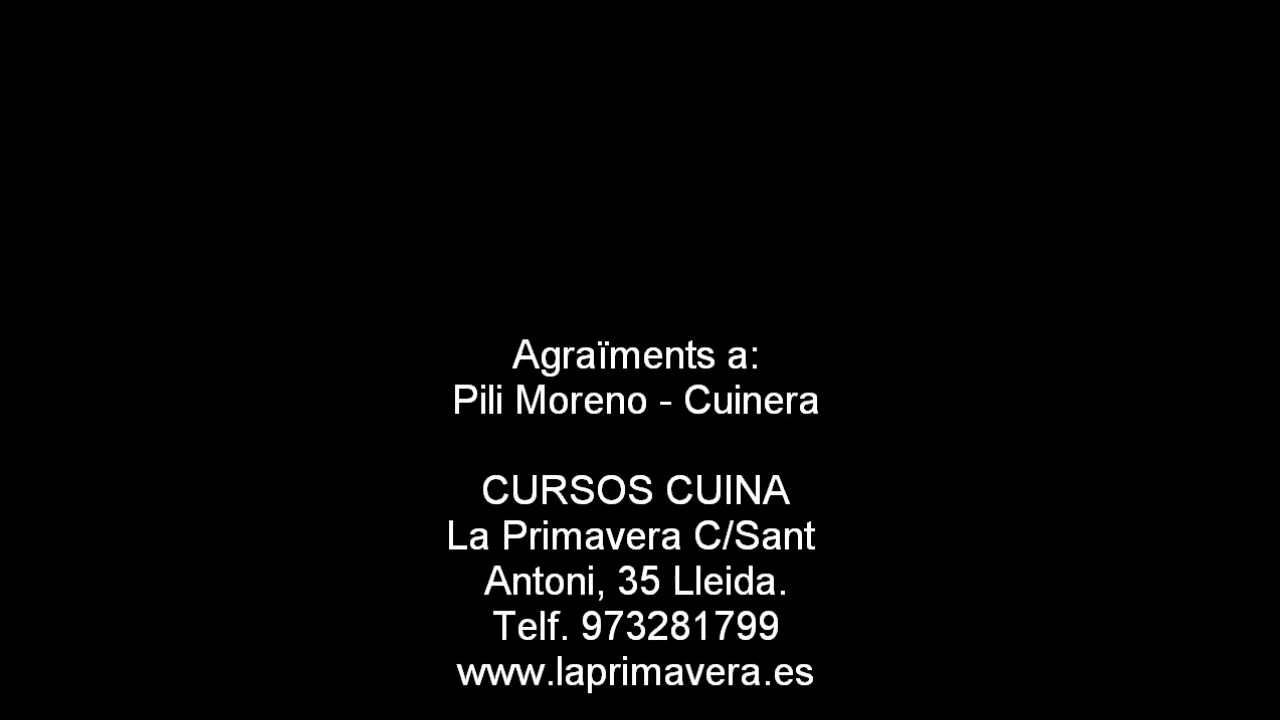 Agraïments a:
Pili Moreno - Cuinera
CURSOS CUINA
La Primavera C/Sant
Antoni, 35 Lleida.
Telf. 973281799
www.laprimavera.es